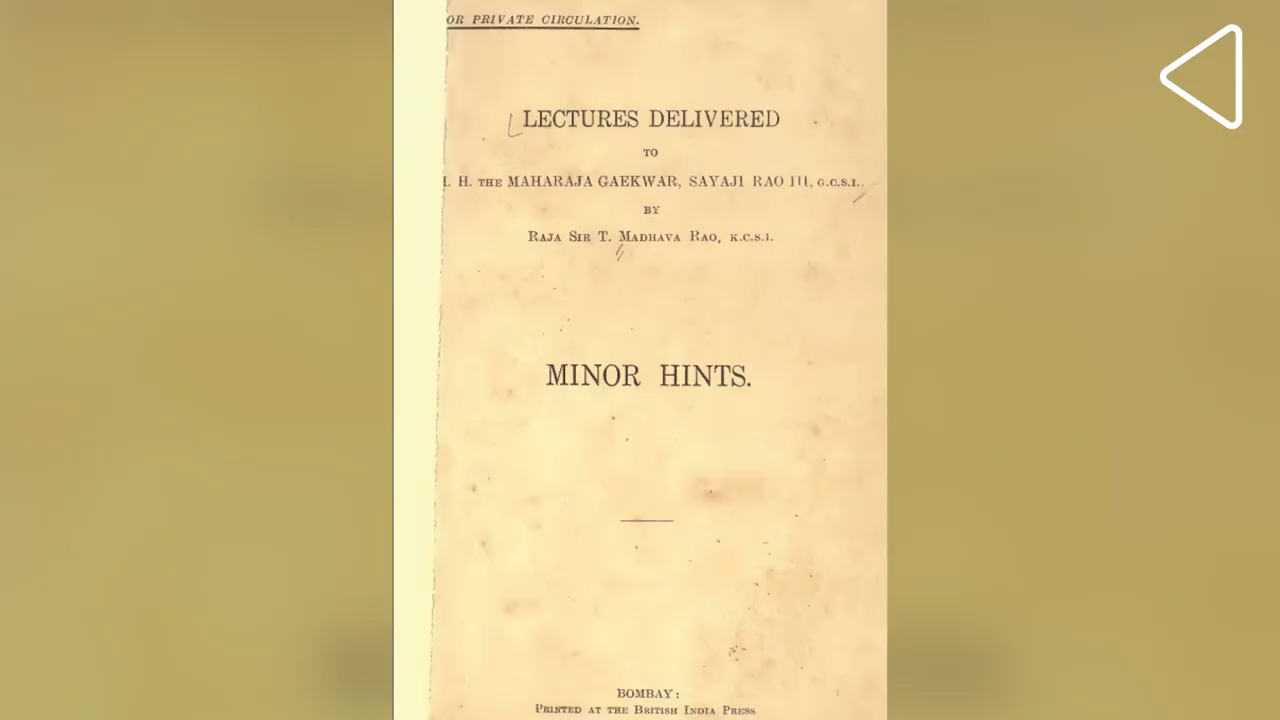 OR PRIVATE CIRCULATION.
LECTURES DELIVERED
TO
H. THE MAHARAJA GAEKWAR, SAYAJI RAO III, G.C.S.I.,
BY
RAJA SIR T. MADHAVA RAO, K.C.S.I.
MINOR HINTS.
BOMBAY:
PRINTED AT THE BRITISH INDIA PRESS